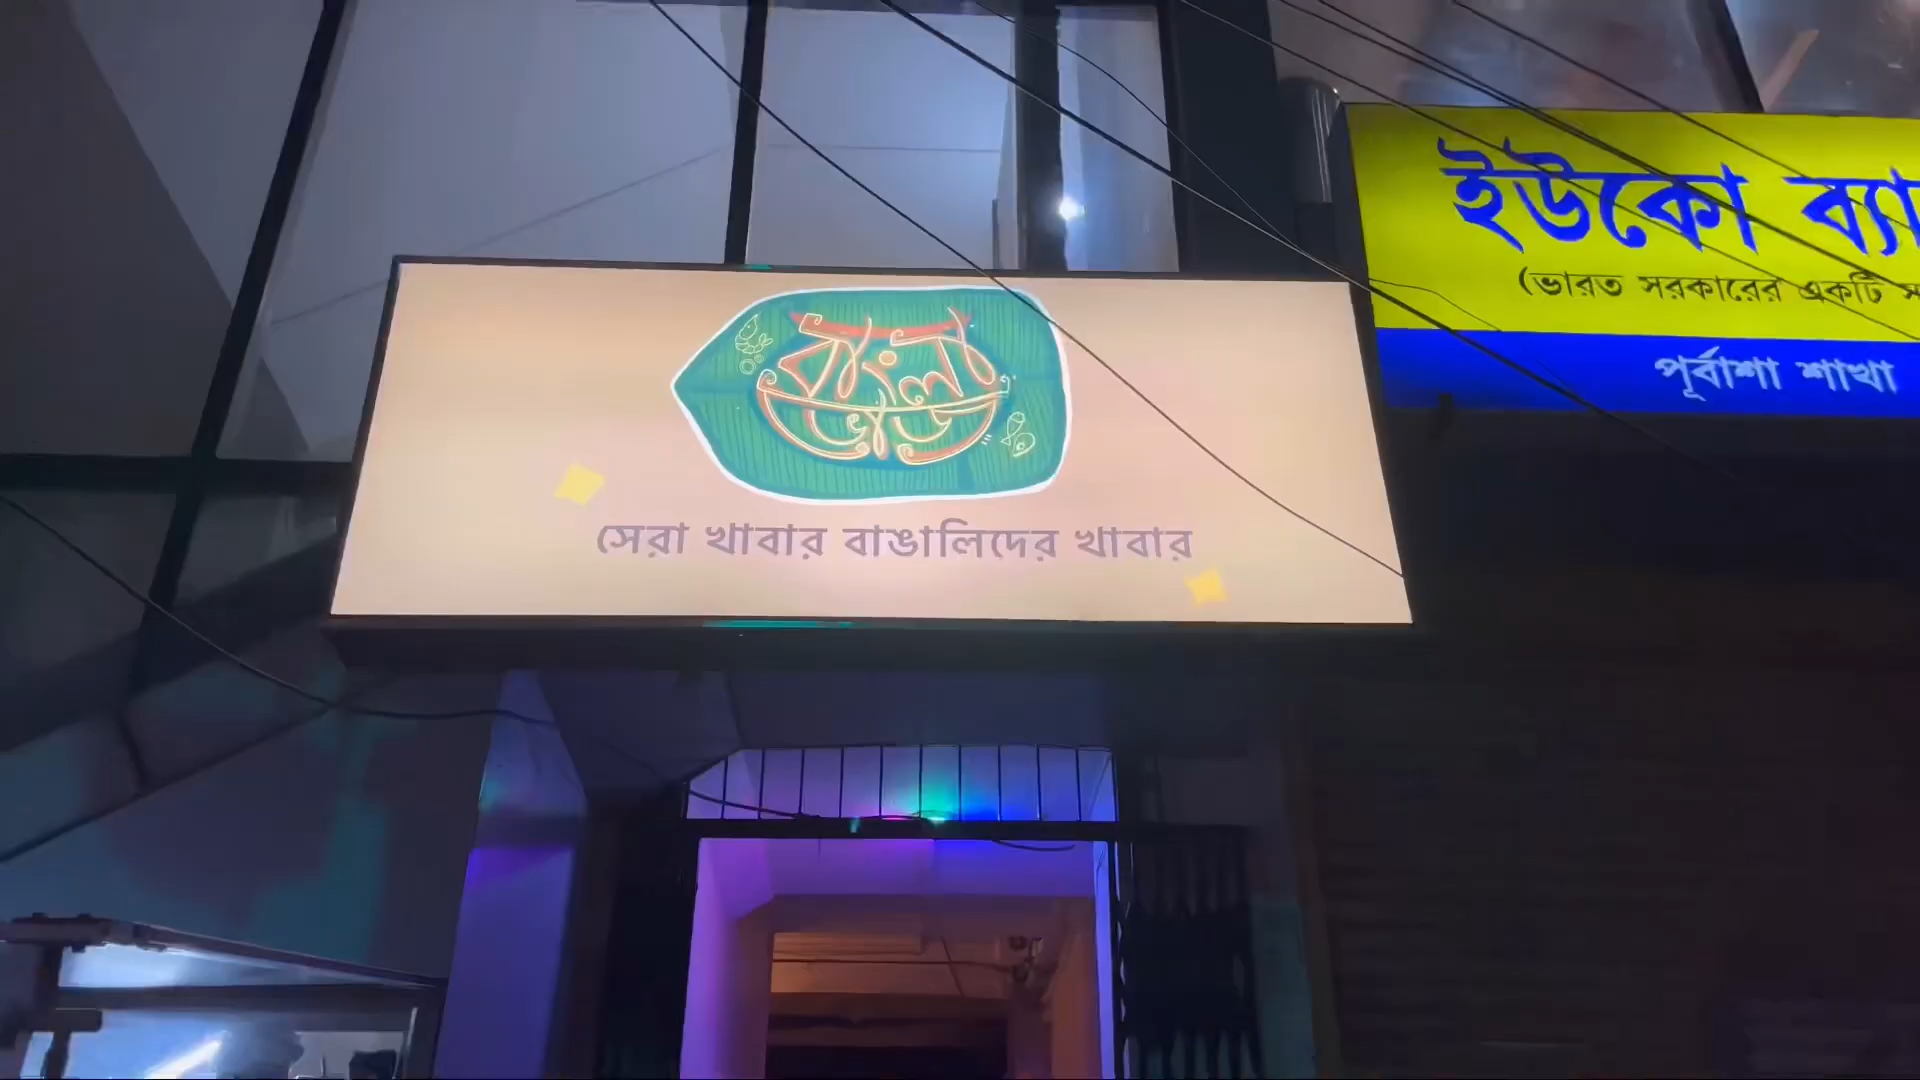 বাংলা
ভোজ
সেরা খাবার বাঙালিদের খাবার
ইউকো
(ভারত সরকারের একটি
পূর্বাশা শাখা